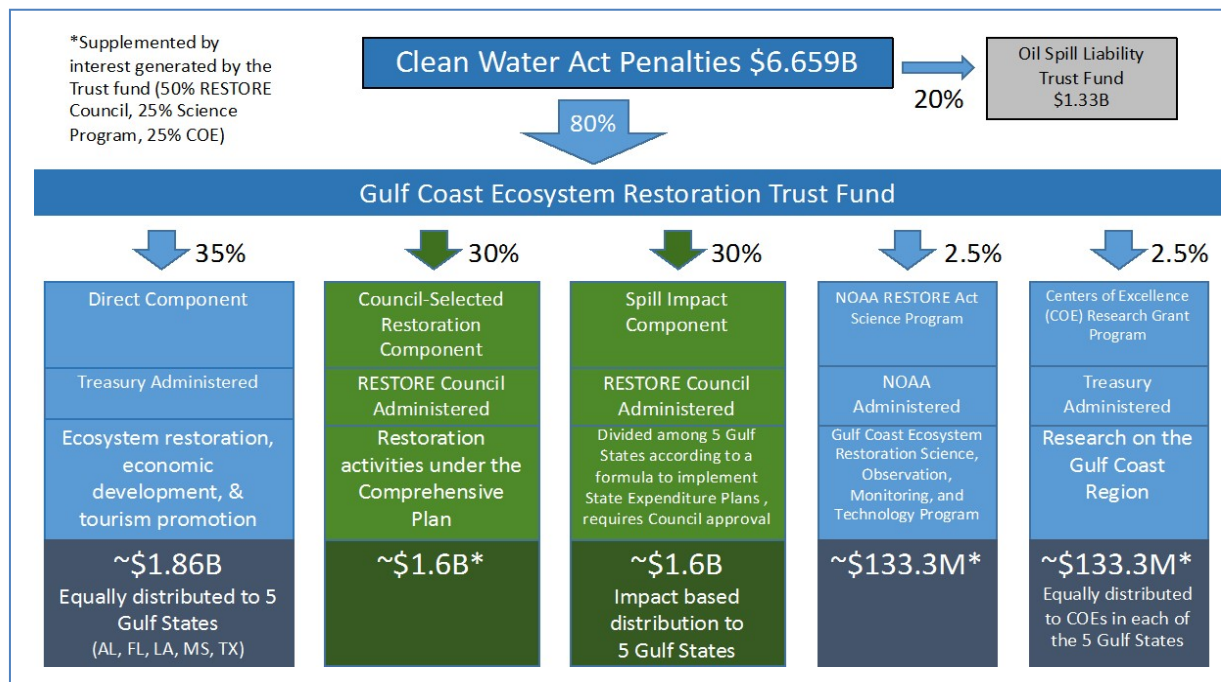 *Supplemented by
interest generated by the
Trust fund (50% RESTORE
Council, 25% Science
Program, 25% COE)
Clean Water Act Penalties $6.659B
20%
Oil Spill Liability
Trust Fund
$1.33B
80%
Gulf Coast Ecosystem Restoration Trust Fund
35%
Direct Component
Treasury Administered
Ecosystem restoration,
economic
development, &
tourism promotion
~$1.86B
Equally distributed to 5
Gulf States
(AL, FL, LA, MS, TX)
30%
Council-Selected
Restoration
Component
RESTORE Council
Administered
Restoration
activities under the
Comprehensive
Plan
~$1.6B*
30%
Spill Impact
Component
RESTORE Council
Administered
Divided among 5 Gulf
States according to a
formula to implement
State Expenditure Plans ,
requires Council approval
~$1.6B
Impact based
distribution to
5 Gulf States
2.5%
NOAA RESTORE Act
Science Program
NOAA
Administered
Gulf Coast Ecosystem
Restoration Science,
Observation,
Monitoring, and
Technology Program
~$133.3M*
2.5%
Centers of Excellence
(COE) Research Grant
Program
Treasury
Administered
Research on the
Gulf Coast
Region
~$133.3M*
Equally distributed
to COEs in each of
the 5 Gulf States